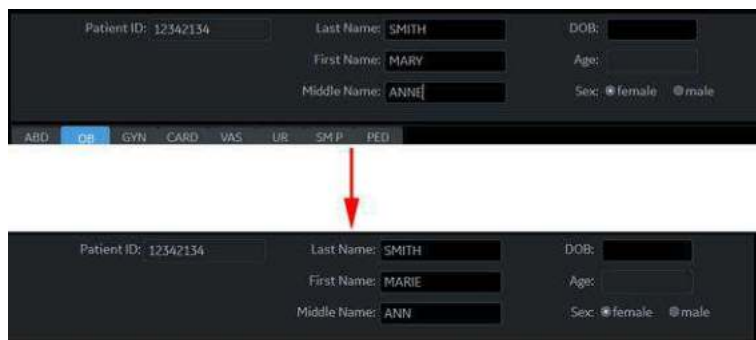 Patient ID: 12342134 Last Name: SMITH DOB:
First Name: MARY Age:
Middle Name: ANNE Sex: female male
ABD OB GYN CARD VAS UR SM P PED
Patient ID: 12342134 Last Name: SMITH DOB:
First Name: MARIE Age:
Middle Name: ANN Sex: female male